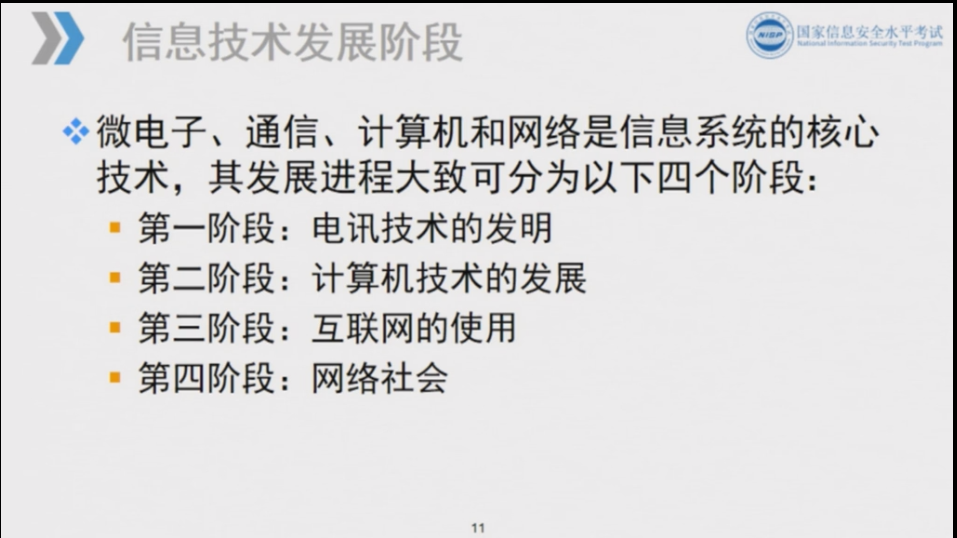 信息技术发展阶段
NISP
国家信息安全水平考试
National Information Security Test Program
微电子、通信、计算机和网络是信息系统的核心
技术，其发展进程大致可分为以下四个阶段：
第一阶段：电讯技术的发明
第二阶段：计算机技术的发展
第三阶段：互联网的使用
第四阶段：网络社会
11